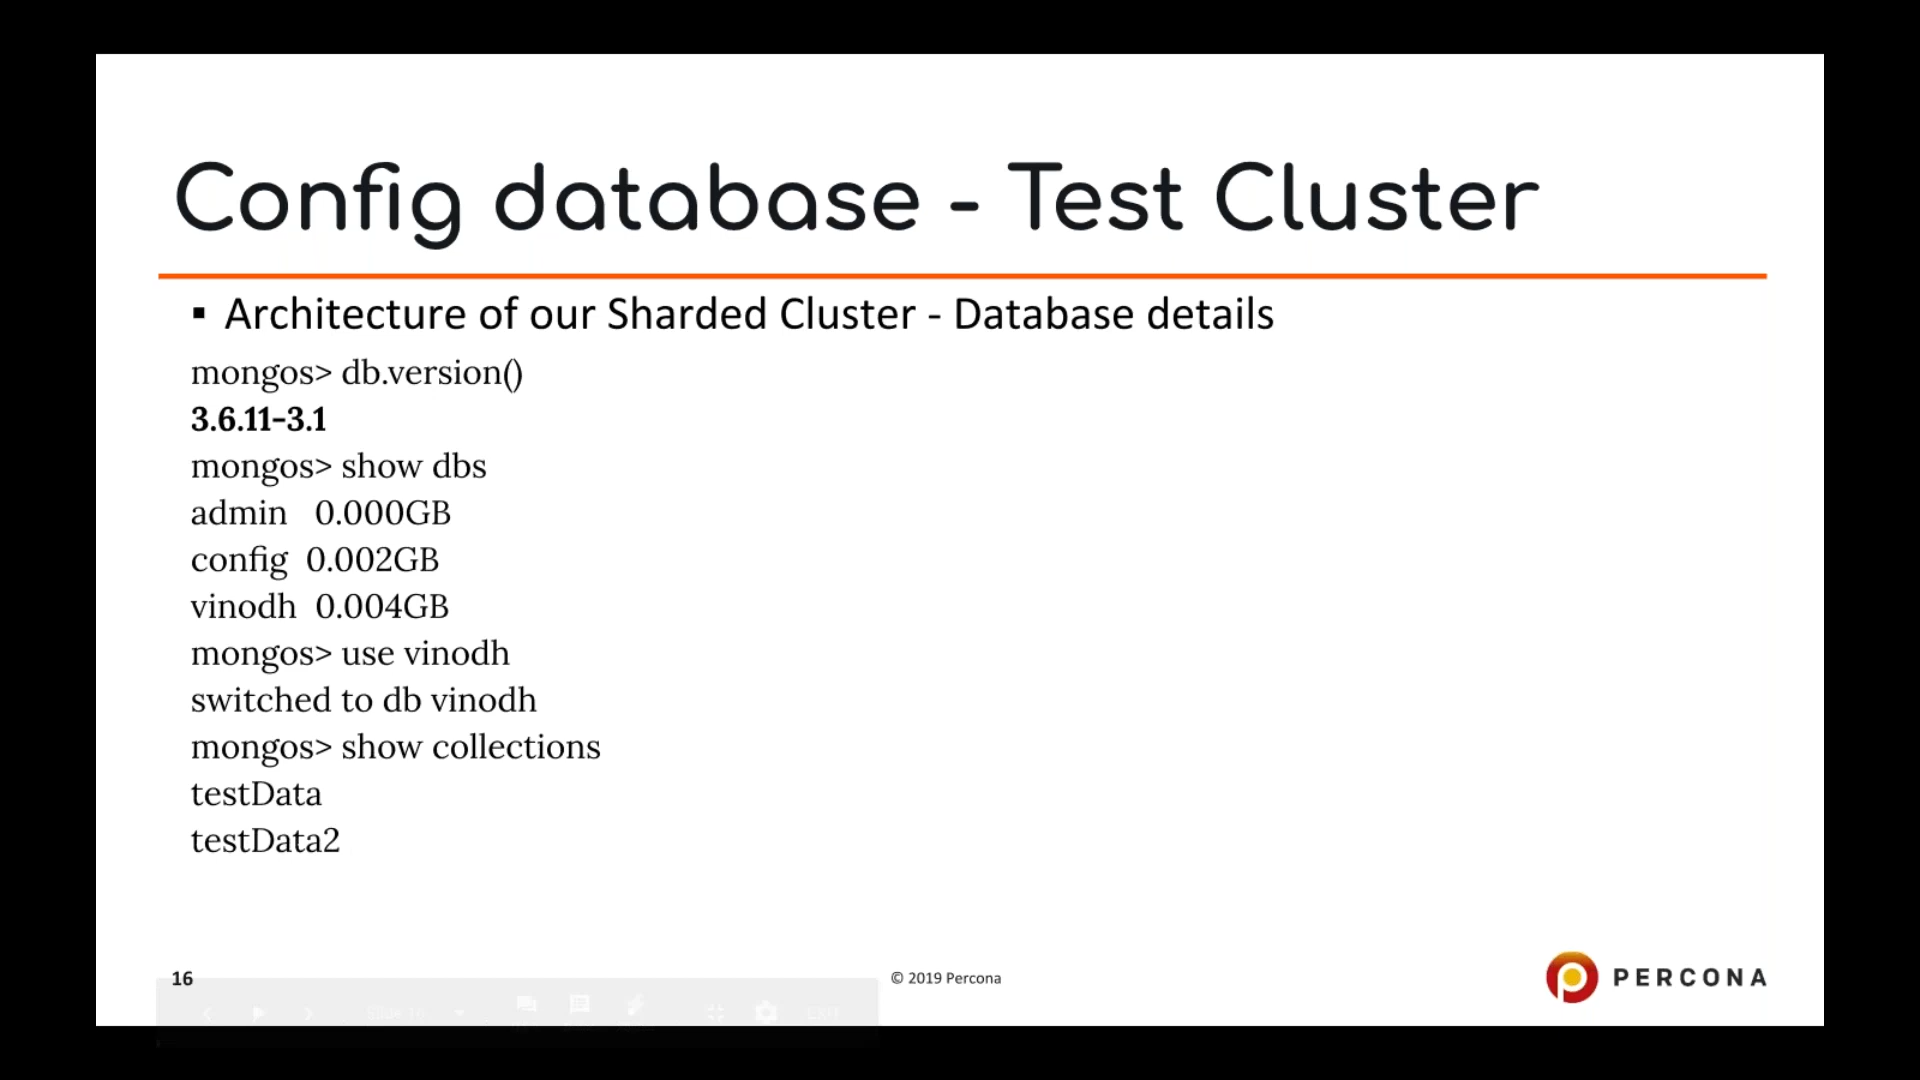 Config database - Test Cluster
▪ Architecture of our Sharded Cluster - Database details
mongos> db.version()
3.6.11-3.1
mongos> show dbs
admin 0.000GB
config 0.002GB
vinodh 0.004GB
mongos> use vinodh
switched to db vinodh
mongos> show collections
testData
testData2
16
© 2019 Percona
PERCONA